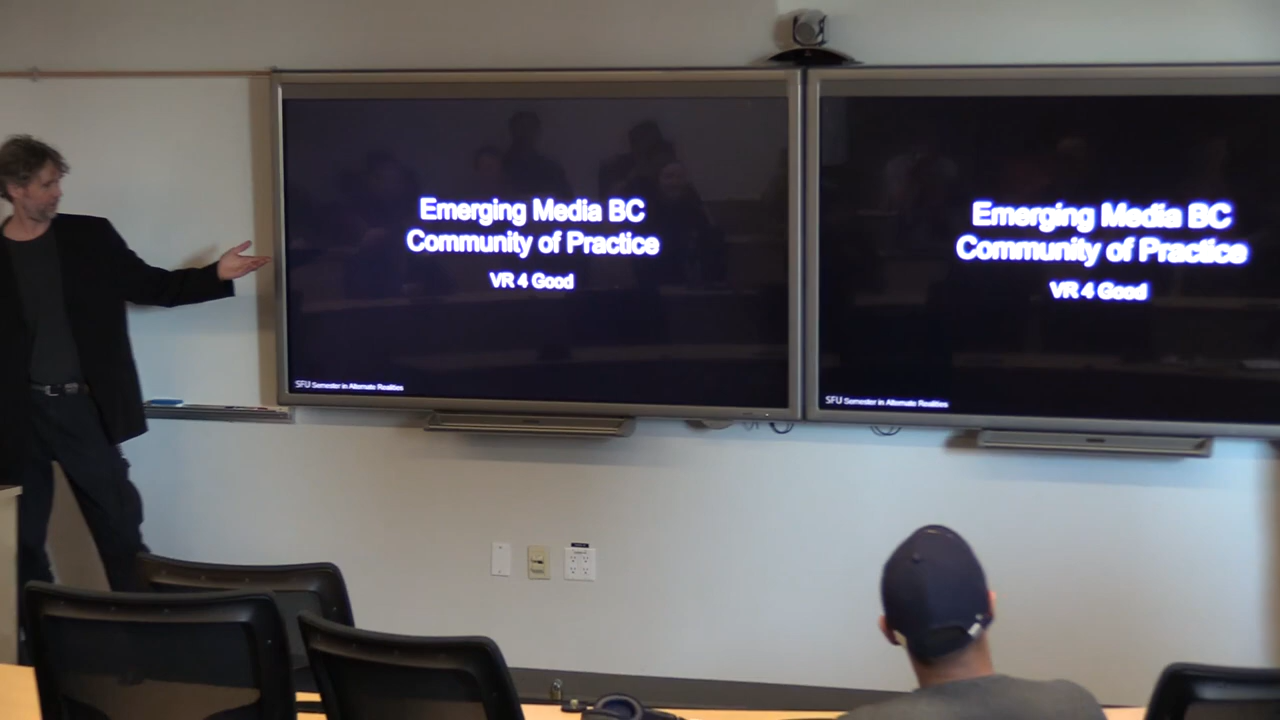 Emerging Media BC
Community of Practice
VR 4 Good
SFU Semester in Alternate Realities
Emerging Media BC
Community of Practice
VR 4 Good
SFU Semester in Alternate Realities